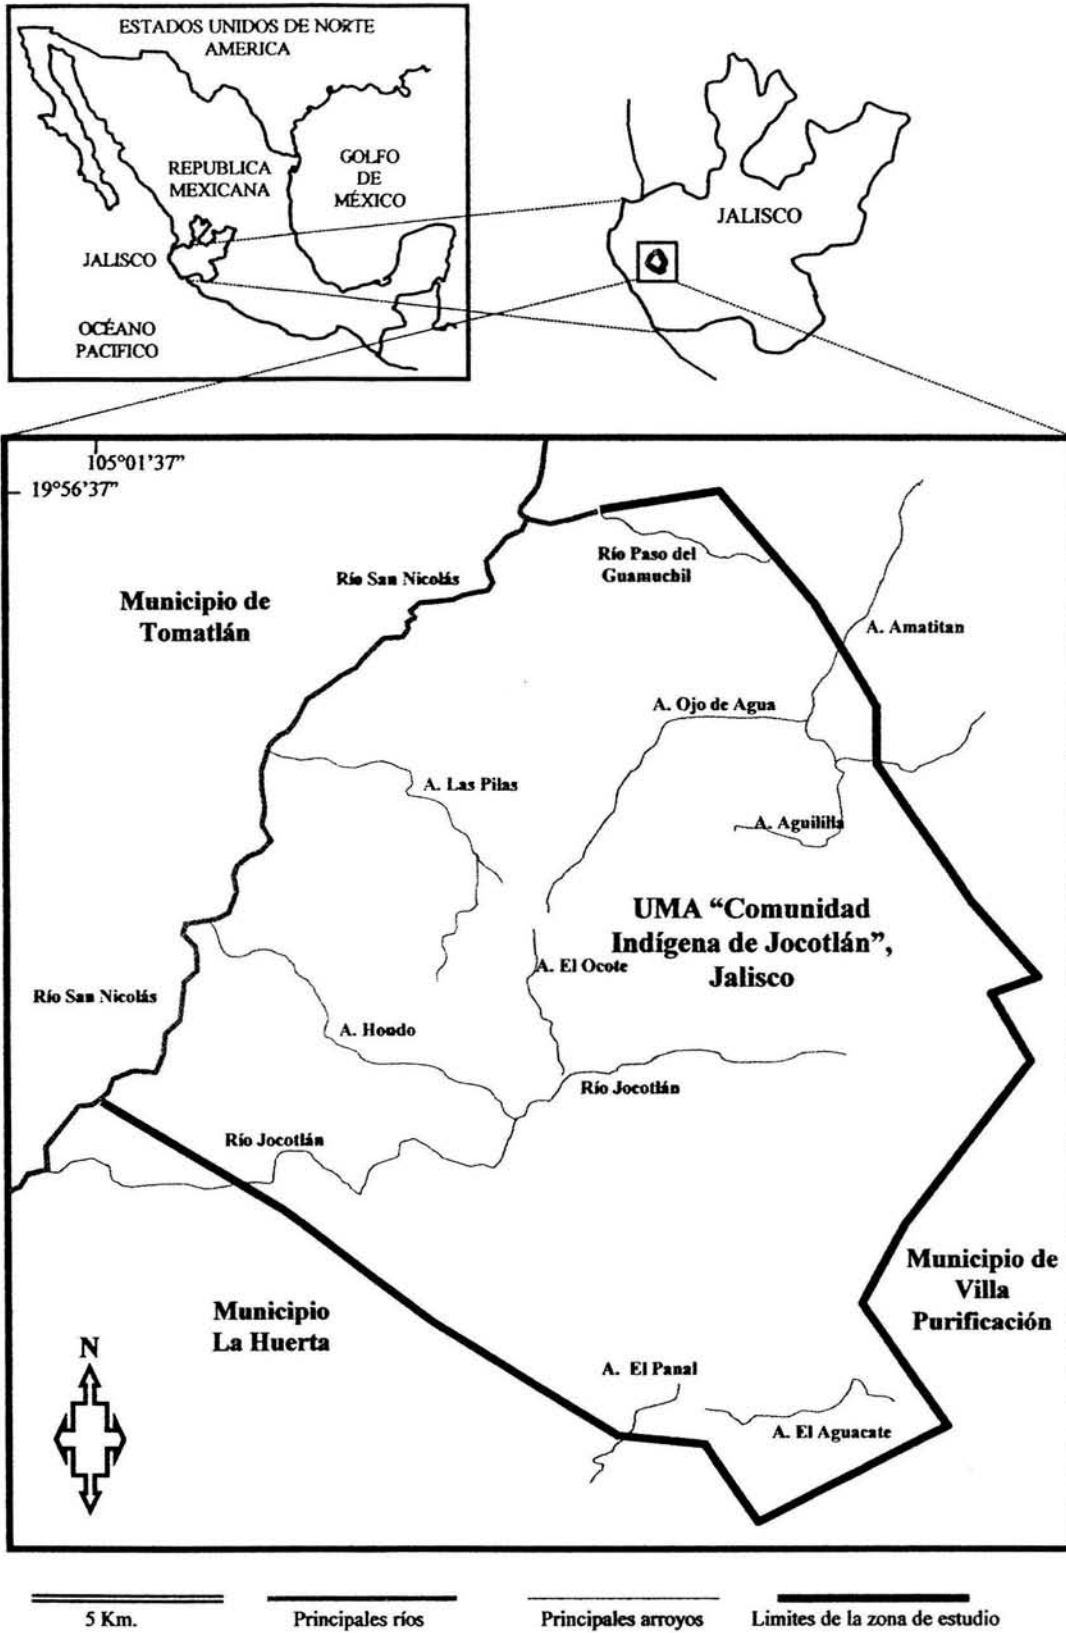 ESTADOS UNIDOS DE NORTE
AMERICA
REPUBLICA
MEXICANA
GOLFO
DE
MÉXICO
JALISCO
OCÉANO
PACIFICO
JALISCO
105°01'37”
19°56'37”
Río San Nicolás
Río Paso del
Guamuchil
Municipio de
Tomatlán
A. Amatitan
A. Ojo de Agua
A. Las Pilas
A. Aguililla
UMA “Comunidad
Indígena de Jocotlán”,
Jalisco
A. El Ocote
Río San Nicolás
A. Hondo
Río Jocotlán
Río Jocotlán
Municipio de
Villa
Purificación
Municipio
La Huerta
N
A. El Panal
A. El Aguacate
5 Km.
Principales ríos
Principales arroyos
Limites de la zona de estudio